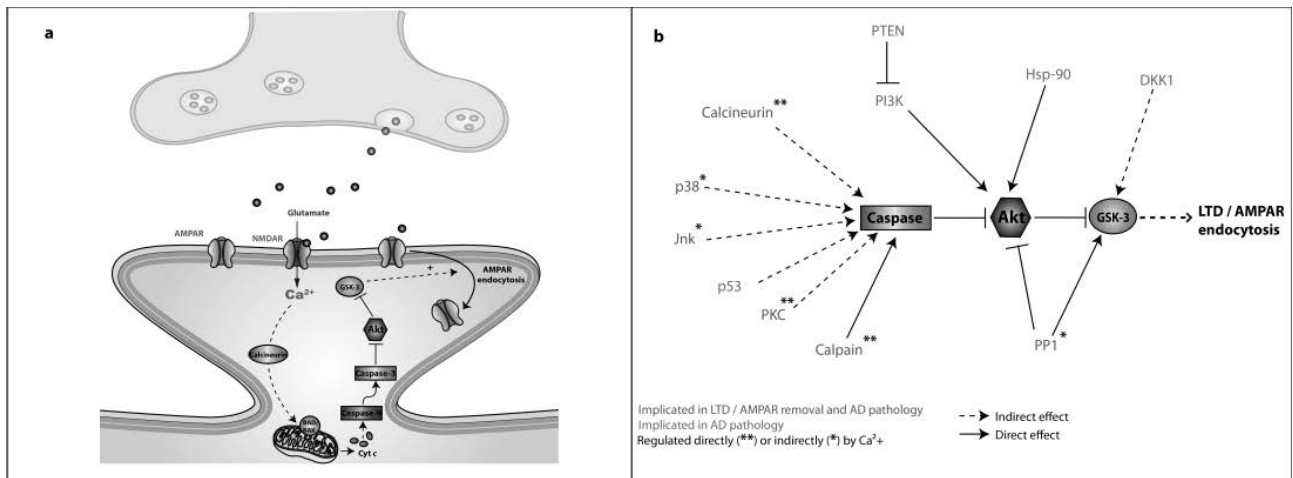 a
Glutamate
AMPAR
NMDAR
Ca²⁺
GSK-3
+
AMPAR
endocytosis
Akt
Calcineurin
Caspase-3
Caspase-9
BAD
BAX
Cyt c
b
PTEN
PI3K
Hsp-90
DKK1
Calcineurin**
p38*
Jnk*
p53
PKC**
Calpain**
Caspase
Akt
GSK-3
LTD / AMPAR
endocytosis
PP1*
Implicated in LTD / AMPAR removal and AD pathology
Implicated in AD pathology
Regulated directly (**) or indirectly (*) by Ca²+
Indirect effect
Direct effect